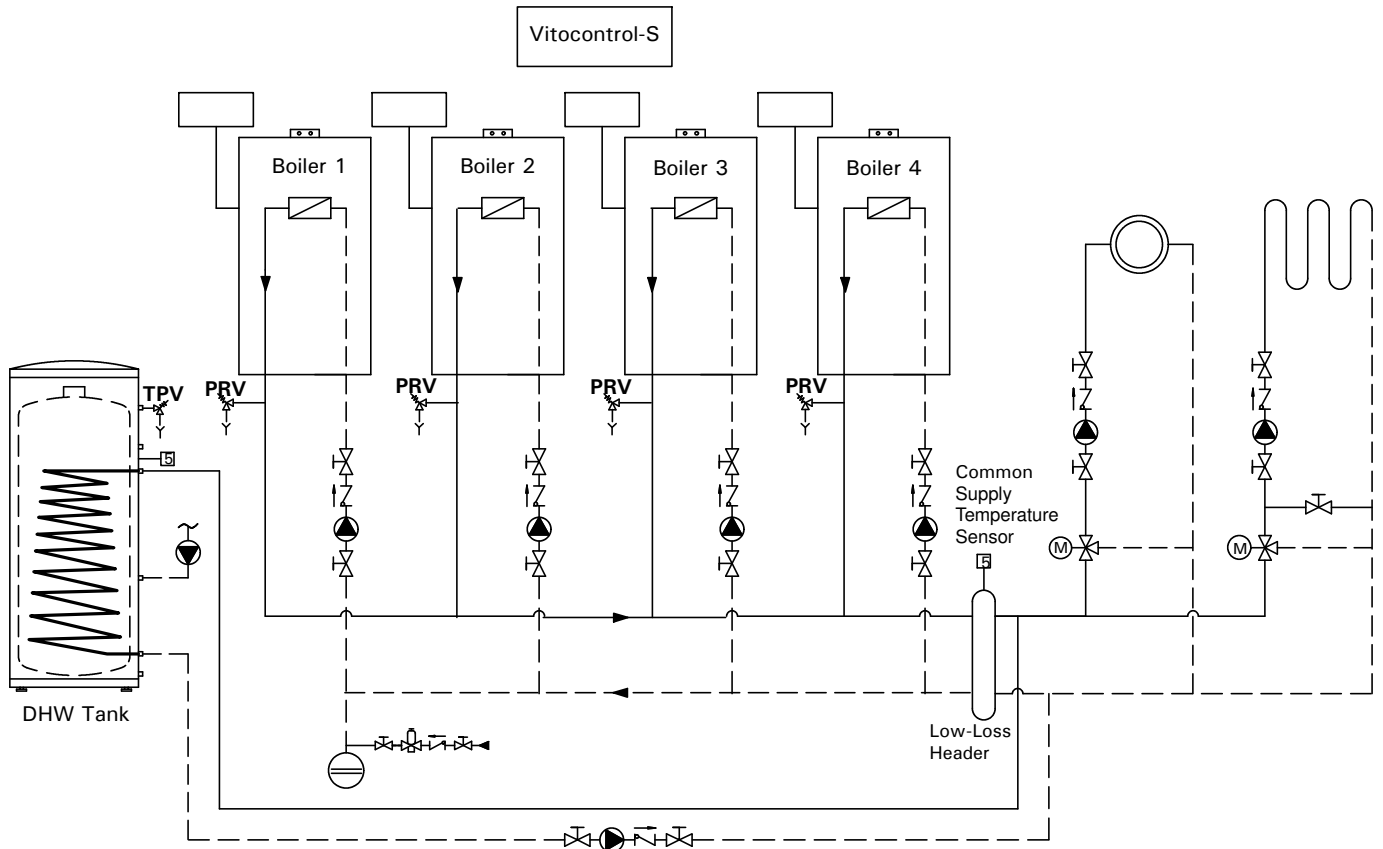 Vitocontrol-S
Boiler 1
Boiler 2
Boiler 3
Boiler 4
TPV
PRV
PRV
PRV
PRV
5
Common
Supply
Temperature
Sensor
5
M
M
DHW Tank
Low-Loss
Header